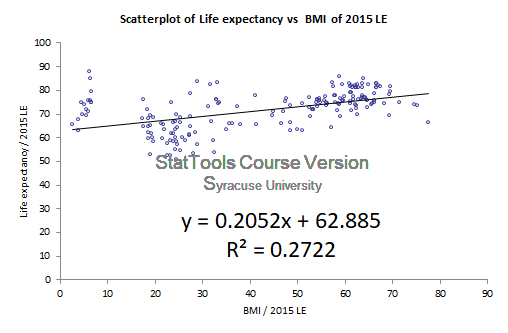 Scatterplot of Life expectancy vs BMI of 2015 LE
100
90
80
70
60
50
40
30
20
10
0
Life expectancy / 2015 LE
StatTools Course Version
Syracuse University
y = 0.2052x + 62.885
R² = 0.2722
0 10 20 30 40 50 60 70 80 90
BMI / 2015 LE